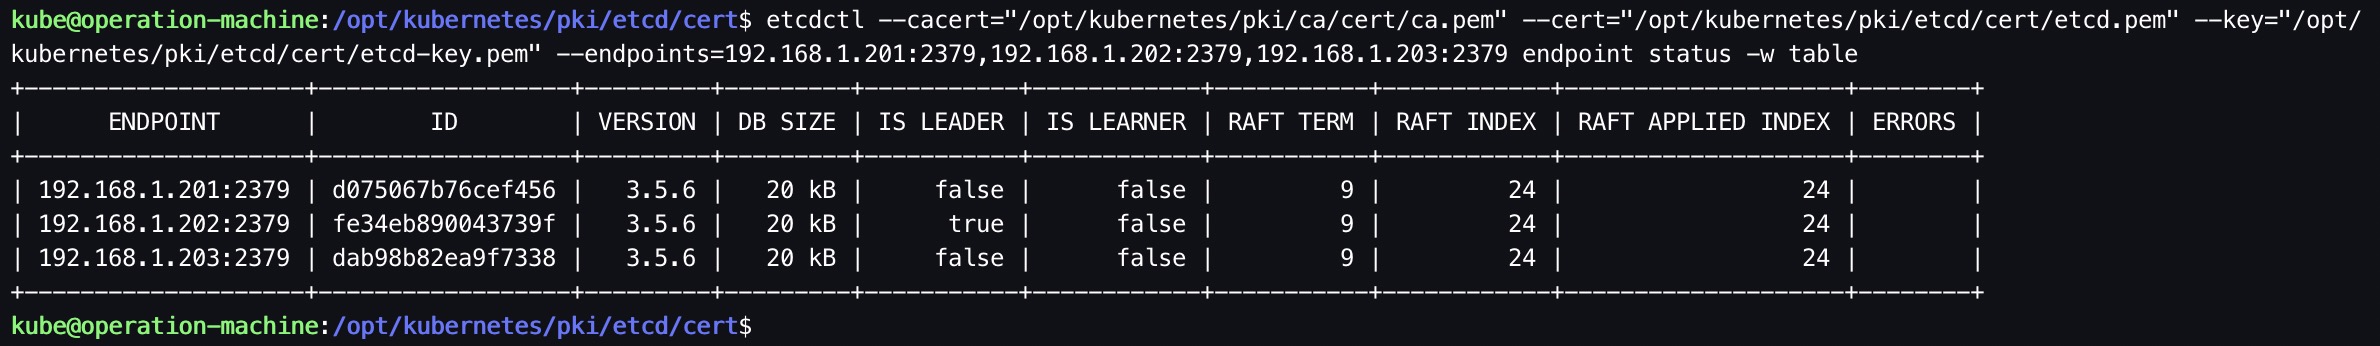 kube@operation-machine:/opt/kubernetes/pki/etcd/cert$ etcdctl --cacert="/opt/kubernetes/pki/ca/cert/ca.pem" --cert="/opt/kubernetes/pki/etcd/cert/etcd.pem" --key="/opt/
kubernetes/pki/etcd/cert/etcd-key.pem" --endpoints=192.168.1.201:2379,192.168.1.202:2379,192.168.1.203:2379 endpoint status -w table
+--------------------+------------------+---------+---------+-----------+------------+-----------+------------+--------------------+--------+
|      ENDPOINT      |        ID        | VERSION | DB SIZE | IS LEADER | IS LEARNER | RAFT TERM | RAFT INDEX | RAFT APPLIED INDEX | ERRORS |
+--------------------+------------------+---------+---------+-----------+------------+-----------+------------+--------------------+--------+
| 192.168.1.201:2379 | d075067b76cef456 |   3.5.6 |   20 kB |     false |      false |         9 |         24 |                 24 |        |
| 192.168.1.202:2379 | fe34eb890043739f |   3.5.6 |   20 kB |      true |      false |         9 |         24 |                 24 |        |
| 192.168.1.203:2379 | dab98b82ea9f7338 |   3.5.6 |   20 kB |     false |      false |         9 |         24 |                 24 |        |
+--------------------+------------------+---------+---------+-----------+------------+-----------+------------+--------------------+--------+
kube@operation-machine:/opt/kubernetes/pki/etcd/cert$